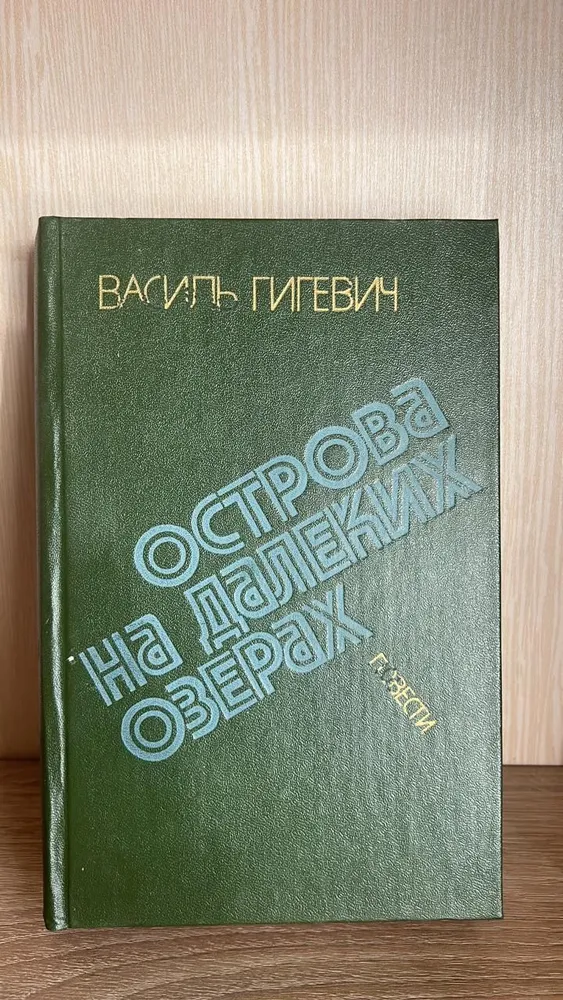 ВАСИЛЬ ГИГЕВИЧ
ОСТРОВА
НА ДАЛЕКИХ
ОЗЕРАХ
ПОВЕСТИ